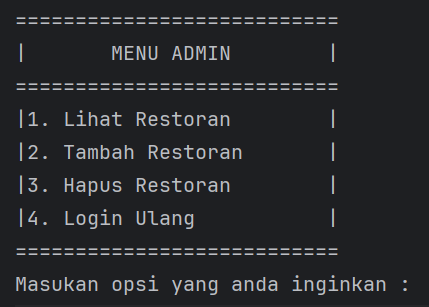 ===========================
|       MENU ADMIN        |
===========================
|1. Lihat Restoran        |
|2. Tambah Restoran       |
|3. Hapus Restoran        |
|4. Login Ulang           |
===========================
Masukan opsi yang anda inginkan :